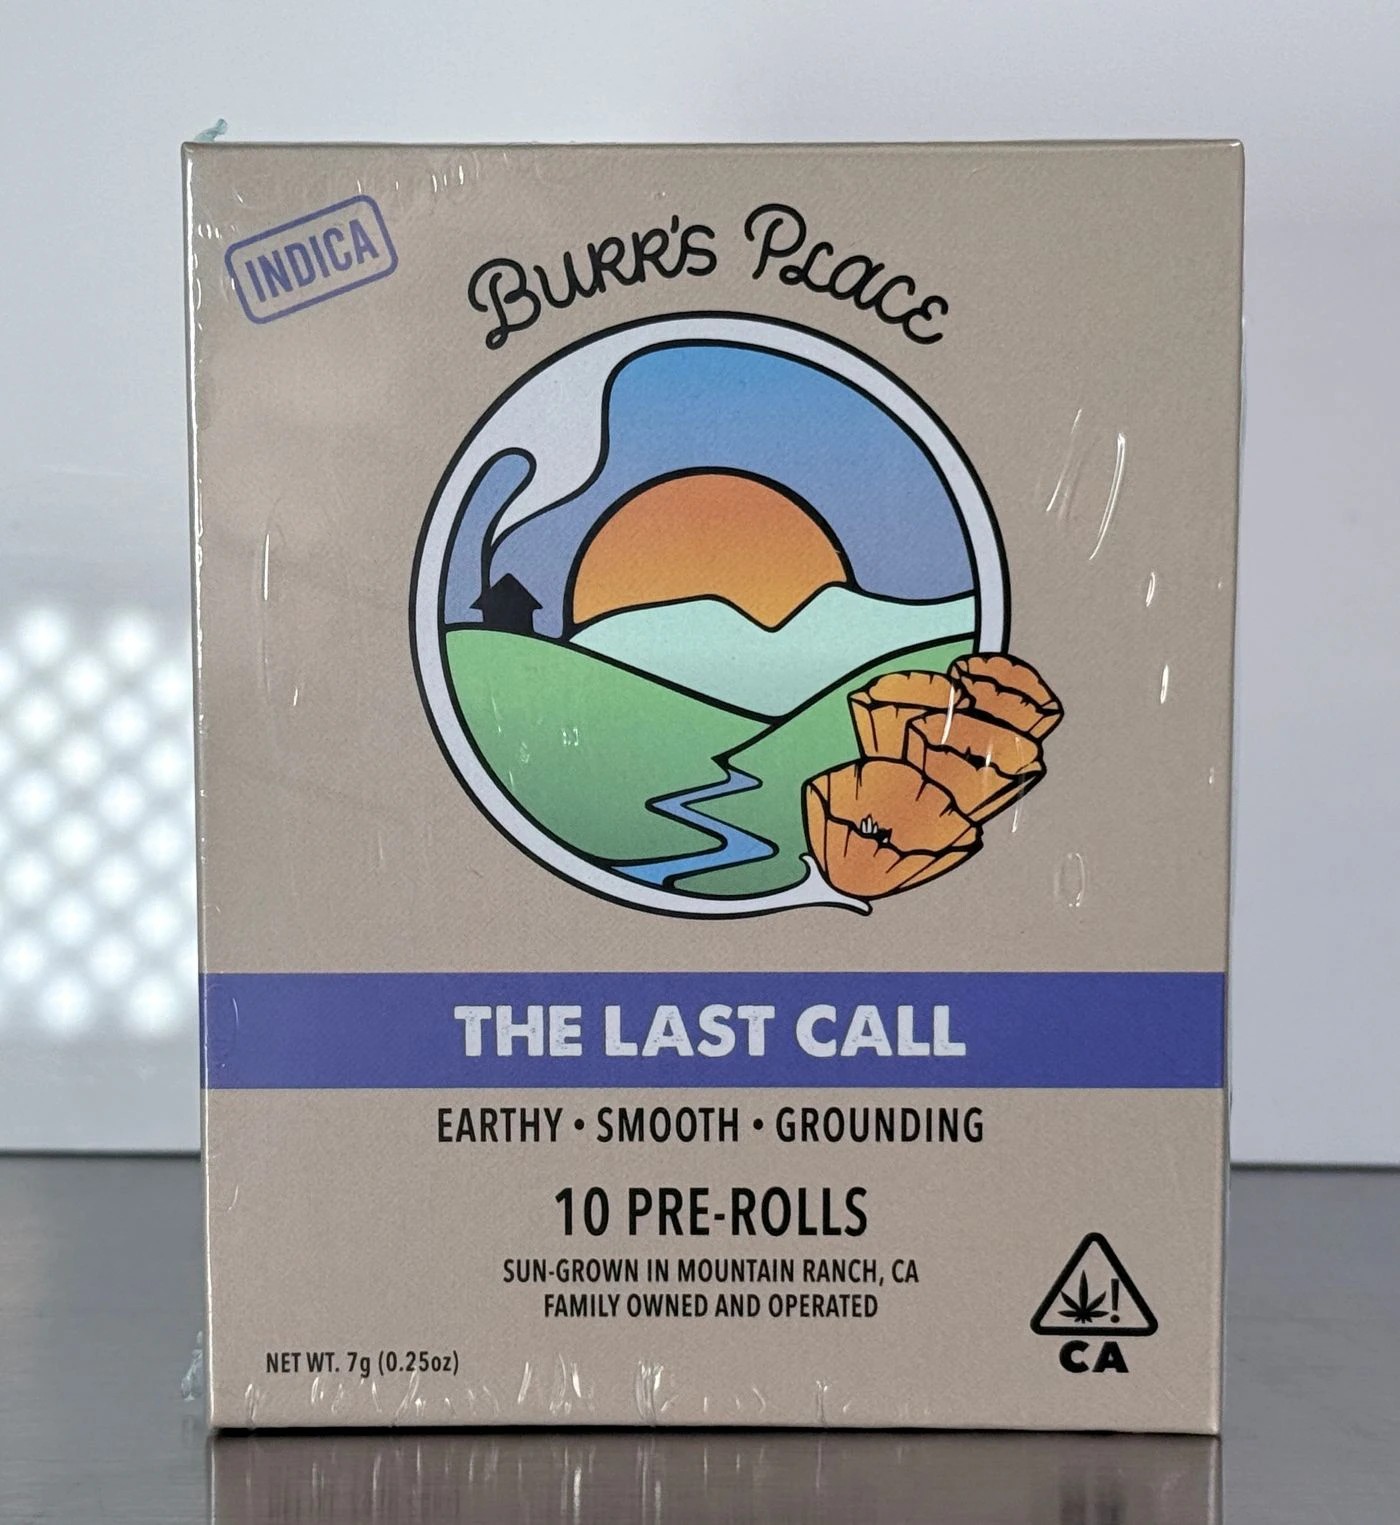 INDICA
BURR'S PLACE
THE LAST CALL
EARTHY • SMOOTH • GROUNDING
10 PRE-ROLLS
SUN-GROWN IN MOUNTAIN RANCH, CA
FAMILY OWNED AND OPERATED
!
CA
NET WT. 7g (0.25oz)